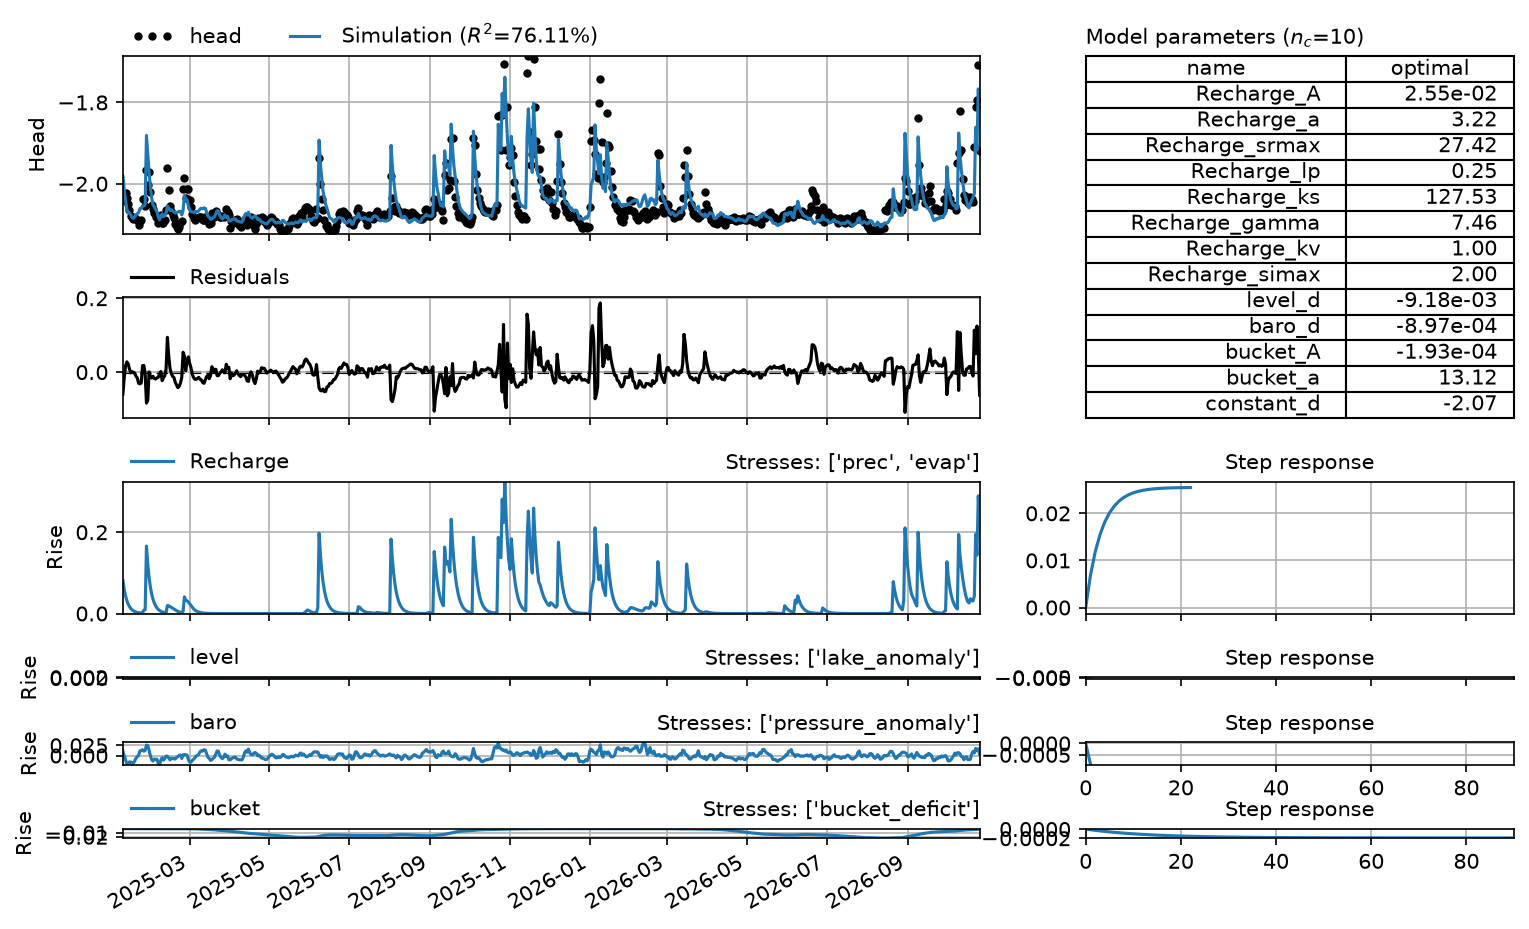 head Simulation (R²=76.11%)
Model parameters (n_c=10)
Head
−1.8
−2.0
name optimal
Recharge_A 2.55e-02
Recharge_a 3.22
Recharge_srmax 27.42
Recharge_lp 0.25
Recharge_ks 127.53
Recharge_gamma 7.46
Recharge_kv 1.00
Recharge_simax 2.00
level_d -9.18e-03
baro_d -8.97e-04
bucket_A -1.93e-04
bucket_a 13.12
constant_d -2.07
Residuals
0.2
0.0
Recharge Stresses: ['prec', 'evap']
Rise
0.2
0.0
Step response
0.02
0.01
0.00
level Stresses: ['lake_anomaly']
Rise
Step response
baro Stresses: ['pressure_anomaly']
Rise
0.025
0.000
Step response
0.0000
−0.0005
0 20 40 60 80
bucket Stresses: ['bucket_deficit']
Rise
−0.01
−0.02
Step response
0.0000
−0.0002
0 20 40 60 80
2025-03 2025-05 2025-07 2025-09 2025-11 2026-01 2026-03 2026-05 2026-07 2026-09